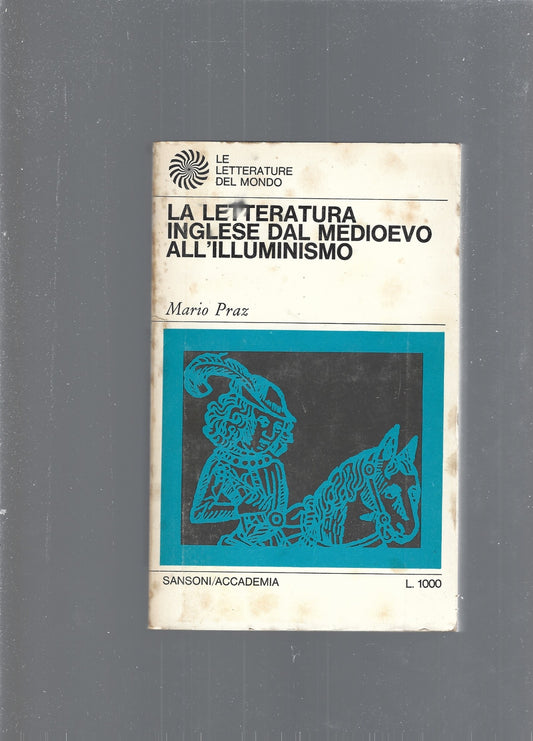 LE
LETTERATURE
DEL MONDO
LA LETTERATURA
INGLESE DAL MEDIOEVO
ALL'ILLUMINISMO
Mario Praz
SANSONI/ACCADEMIA
L. 1000